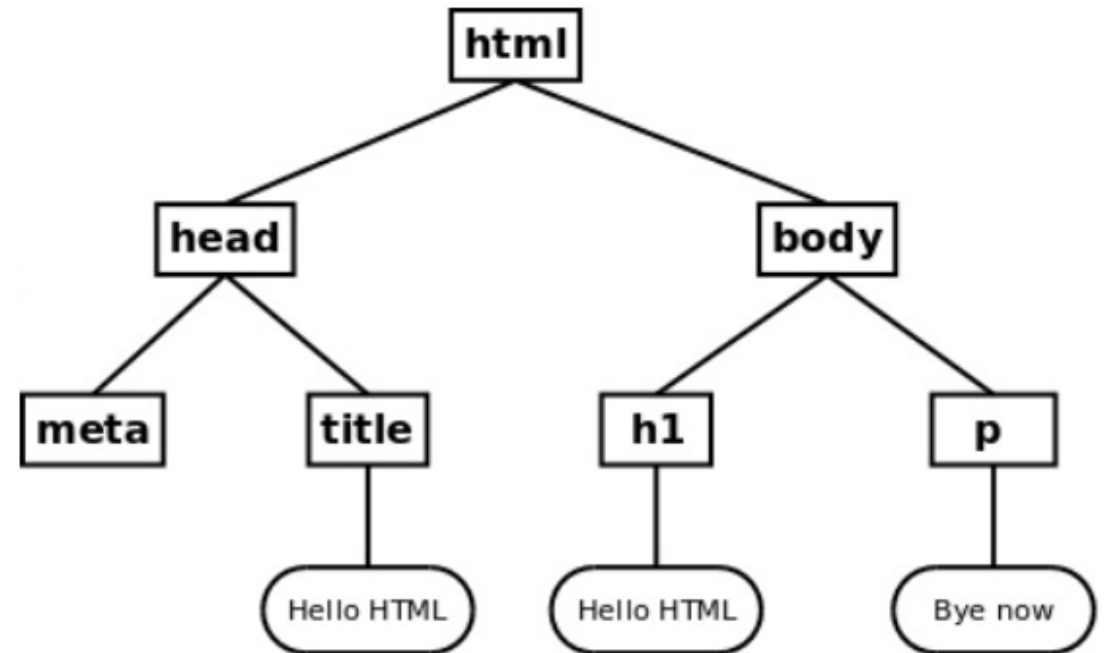 html
head
body
meta
title
h1
p
Hello HTML
Hello HTML
Bye now